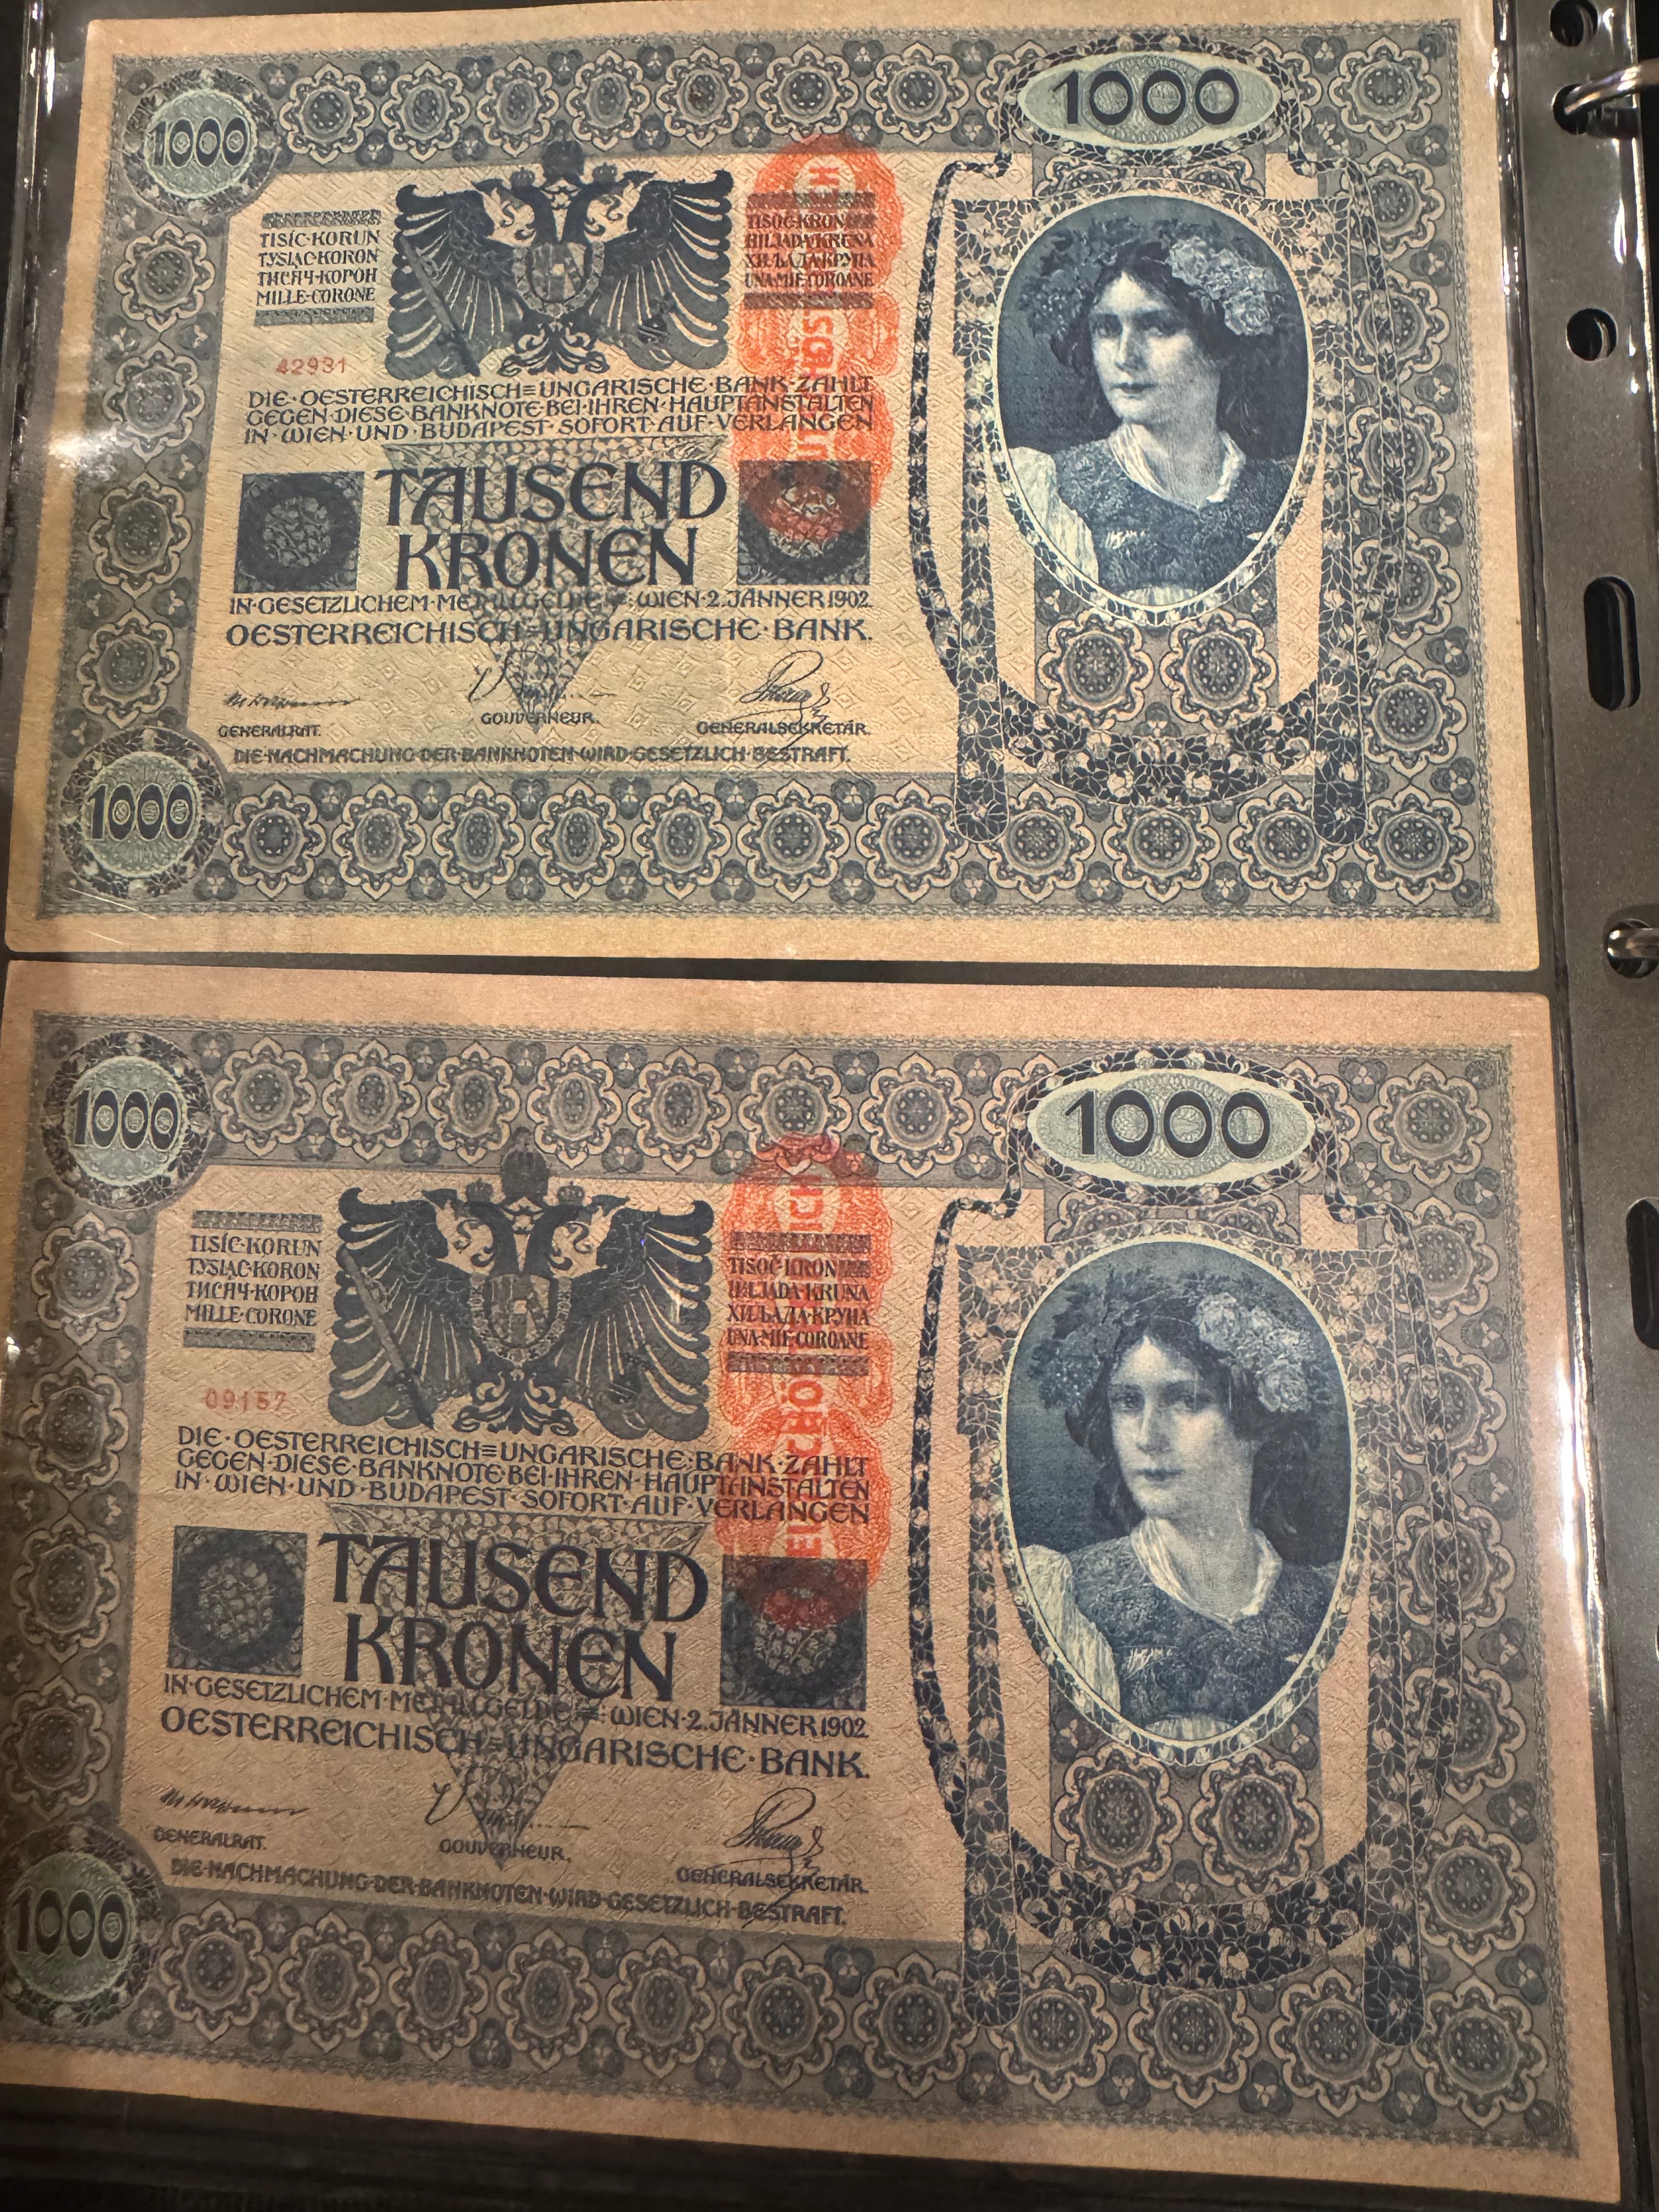 1000
1000
TISÍC·KORUN
TYSIĄC·KORON
ТИСЯЧ·КОРОН
MILLE·CORONE
TISOČ·KRON
HILJADA·KRUNA
ХИЉАДА·КРУНА
UNA·MIE·COROANE
42931
DIE·OESTERREICHISCH=UNGARISCHE·BANK·ZAHLT
GEGEN·DIESE·BANKNOTE·BEI·IHREN·HAUPTANSTALTEN
IN·WIEN·UND·BUDAPEST·SOFORT·AUF·VERLANGEN
TAUSEND
KRONEN
IN·GESETZLICHEM·METALLGELDE=:WIEN·2.JÄNNER 1902.
OESTERREICHISCH=UNGARISCHE·BANK.
GENERALRAT.
GOUVERNEUR.
GENERALSEKRETÄR.
DIE·NACHMACHUNG·DER·BANKNOTEN·WIRD·GESETZLICH·BESTRAFT.
1000
1000
1000
TISÍC·KORUN
TYSIĄC·KORON
ТИСЯЧ·КОРОН
MILLE·CORONE
TISOČ·KRON
HILJADA·KRUNA
ХИЉАДА·КРУНА
UNA·MIE·COROANE
09157
DIE·OESTERREICHISCH=UNGARISCHE·BANK·ZAHLT
GEGEN·DIESE·BANKNOTE·BEI·IHREN·HAUPTANSTALTEN
IN·WIEN·UND·BUDAPEST·SOFORT·AUF·VERLANGEN
TAUSEND
KRONEN
IN·GESETZLICHEM·METALLGELDE=:WIEN·2.JÄNNER 1902.
OESTERREICHISCH=UNGARISCHE·BANK.
GENERALRAT.
GOUVERNEUR.
GENERALSEKRETÄR.
DIE·NACHMACHUNG·DER·BANKNOTEN·WIRD·GESETZLICH·BESTRAFT.
1000